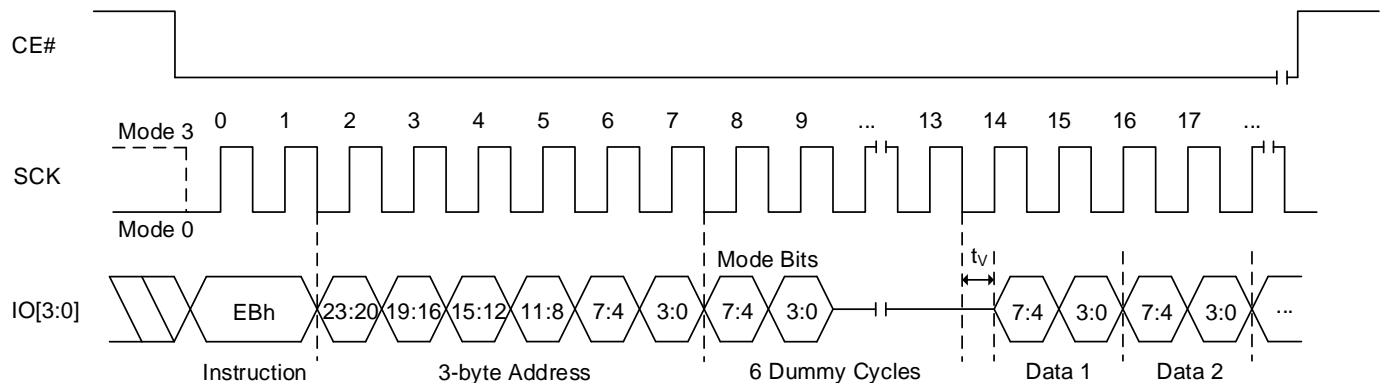 CE#
0 1 2 3 4 5 6 7 8 9 ... 13 14 15 16 17 ...
Mode 3
SCK
Mode 0
Mode Bits
tV
IO[3:0]
EBh 23:20 19:16 15:12 11:8 7:4 3:0 7:4 3:0 7:4 3:0 7:4 3:0 ...
Instruction 3-byte Address 6 Dummy Cycles Data 1 Data 2